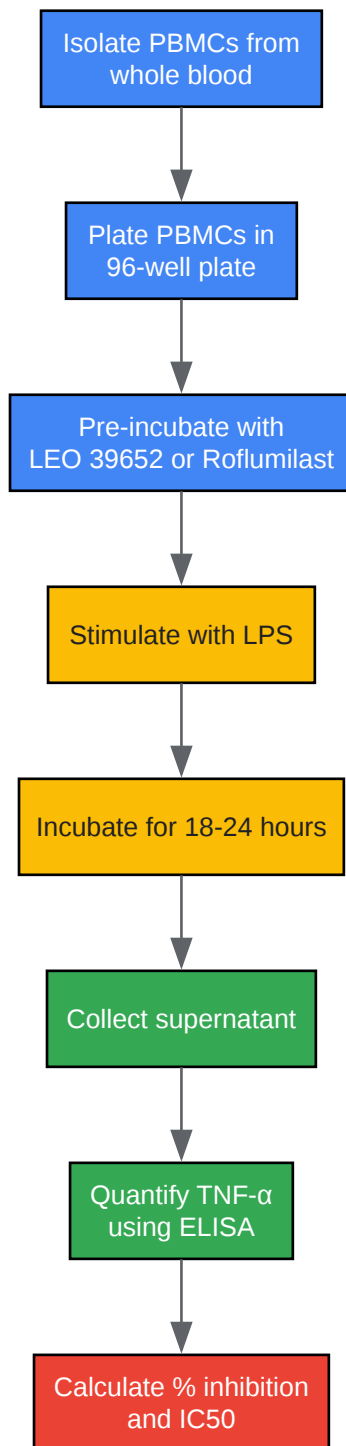 Isolate PBMCs from
whole blood
Plate PBMCs in
96-well plate
Pre-incubate with
LEO 39652 or Roflumilast
Stimulate with LPS
Incubate for 18-24 hours
Collect supernatant
Quantify TNF-α
using ELISA
Calculate % inhibition
and IC50